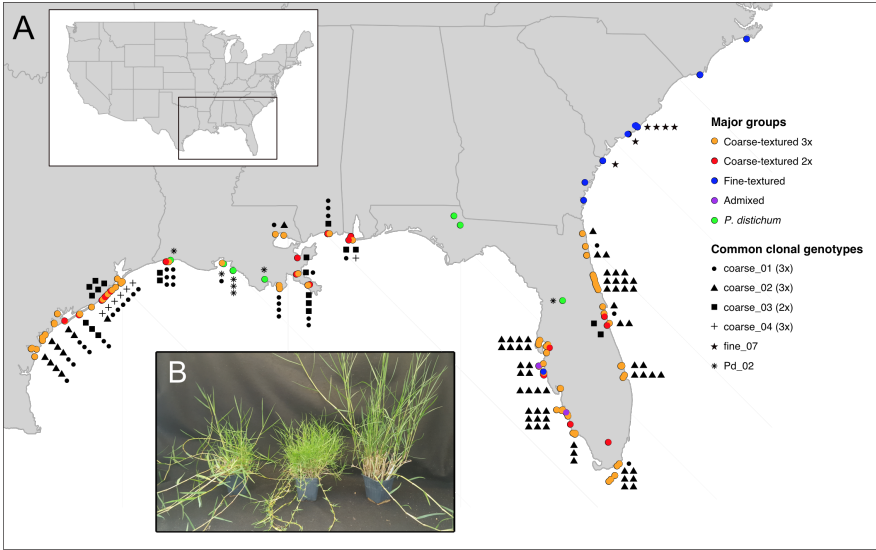 A
Major groups
Coarse-textured 3x
Coarse-textured 2x
Fine-textured
Admixed
P. distichum
Common clonal genotypes
coarse_01 (3x)
coarse_02 (3x)
coarse_03 (2x)
coarse_04 (3x)
fine_07
Pd_02
B